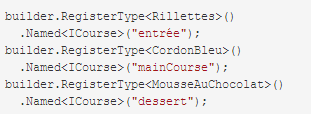 builder.RegisterType<Rillettes>()
  .Named<ICourse>("entrée");
builder.RegisterType<CordonBleu>()
  .Named<ICourse>("mainCourse");
builder.RegisterType<MousseAuChocolat>()
  .Named<ICourse>("dessert");